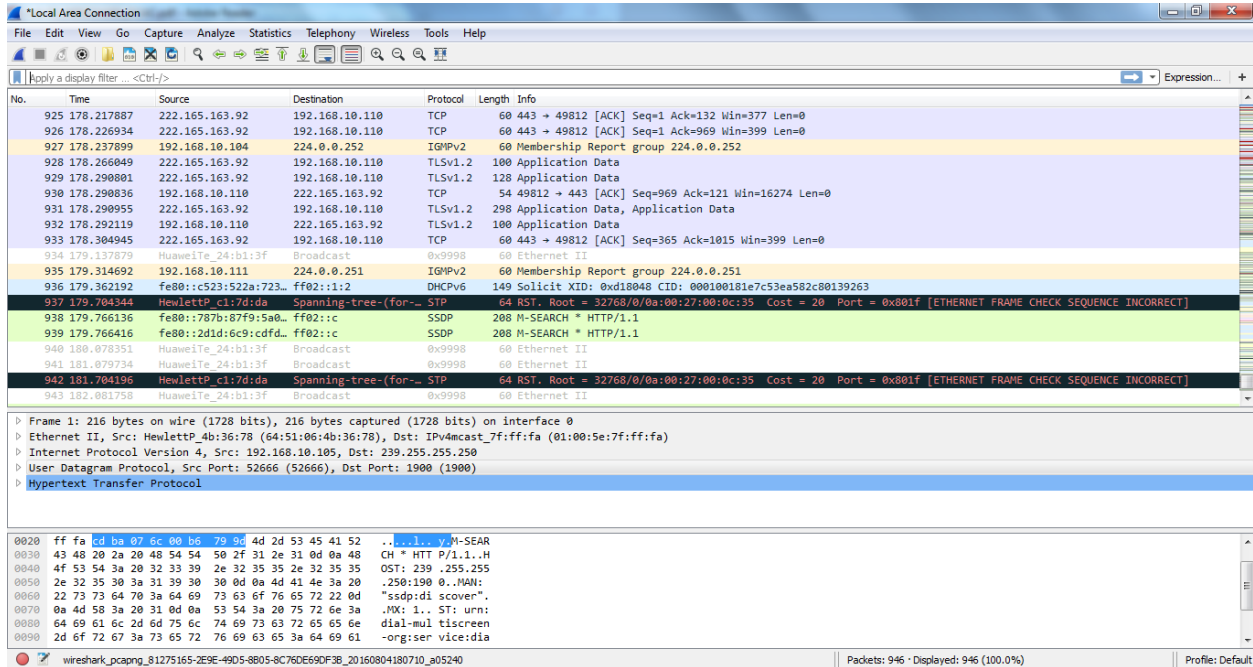 *Local Area Connection
File Edit View Go Capture Analyze Statistics Telephony Wireless Tools Help
Apply a display filter ... <Ctrl-/> Expression... +
No. Time Source Destination Protocol Length Info
925 178.217887 222.165.163.92 192.168.10.110 TCP 60 443 → 49812 [ACK] Seq=1 Ack=132 Win=377 Len=0
926 178.226934 222.165.163.92 192.168.10.110 TCP 60 443 → 49812 [ACK] Seq=1 Ack=969 Win=399 Len=0
927 178.237899 192.168.10.104 224.0.0.252 IGMPv2 60 Membership Report group 224.0.0.252
928 178.266049 222.165.163.92 192.168.10.110 TLSv1.2 100 Application Data
929 178.290801 222.165.163.92 192.168.10.110 TLSv1.2 128 Application Data
930 178.290836 192.168.10.110 222.165.163.92 TCP 54 49812 → 443 [ACK] Seq=969 Ack=121 Win=16274 Len=0
931 178.290955 222.165.163.92 192.168.10.110 TLSv1.2 298 Application Data, Application Data
932 178.292119 192.168.10.110 222.165.163.92 TLSv1.2 100 Application Data
933 178.304945 222.165.163.92 192.168.10.110 TCP 60 443 → 49812 [ACK] Seq=365 Ack=1015 Win=399 Len=0
934 179.137879 HuaweiTe_24:b1:3f Broadcast 0x9998 60 Ethernet II
935 179.314692 192.168.10.111 224.0.0.251 IGMPv2 60 Membership Report group 224.0.0.251
936 179.362192 fe80::c523:522a:723… ff02::1:2 DHCPv6 149 Solicit XID: 0xd18048 CID: 000100181e7c53ea582c80139263
937 179.704344 HewlettP_c1:7d:da Spanning-tree-(for-… STP 64 RST. Root = 32768/0/0a:00:27:00:0c:35 Cost = 20 Port = 0x801f [ETHERNET FRAME CHECK SEQUENCE INCORRECT]
938 179.766136 fe80::787b:87f9:5a0… ff02::c SSDP 208 M-SEARCH * HTTP/1.1
939 179.766416 fe80::2d1d:6c9:cdfd… ff02::c SSDP 208 M-SEARCH * HTTP/1.1
940 180.078351 HuaweiTe_24:b1:3f Broadcast 0x9998 60 Ethernet II
941 181.079734 HuaweiTe_24:b1:3f Broadcast 0x9998 60 Ethernet II
942 181.704196 HewlettP_c1:7d:da Spanning-tree-(for-… STP 64 RST. Root = 32768/0/0a:00:27:00:0c:35 Cost = 20 Port = 0x801f [ETHERNET FRAME CHECK SEQUENCE INCORRECT]
943 182.081758 HuaweiTe_24:b1:3f Broadcast 0x9998 60 Ethernet II
Frame 1: 216 bytes on wire (1728 bits), 216 bytes captured (1728 bits) on interface 0
Ethernet II, Src: HewlettP_4b:36:78 (64:51:06:4b:36:78), Dst: IPv4mcast_7f:ff:fa (01:00:5e:7f:ff:fa)
Internet Protocol Version 4, Src: 192.168.10.105, Dst: 239.255.255.250
User Datagram Protocol, Src Port: 52666 (52666), Dst Port: 1900 (1900)
Hypertext Transfer Protocol
0020 ff fa cd ba 07 6c 00 b6 79 9d 4d 2d 53 45 41 52 .....l.. y.M-SEAR
0030 43 48 20 2a 20 48 54 54 50 2f 31 2e 31 0d 0a 48 CH * HTT P/1.1..H
0040 4f 53 54 3a 20 32 33 39 2e 32 35 35 2e 32 35 35 OST: 239 .255.255
0050 2e 32 35 30 3a 31 39 30 30 0d 0a 4d 41 4e 3a 20 .250:190 0..MAN:
0060 22 73 73 64 70 3a 64 69 73 63 6f 76 65 72 22 0d "ssdp:di scover".
0070 0a 4d 58 3a 20 31 0d 0a 53 54 3a 20 75 72 6e 3a .MX: 1.. ST: urn:
0080 64 69 61 6c 2d 6d 75 6c 74 69 73 63 72 65 65 6e dial-mul tiscreen
0090 2d 6f 72 67 3a 73 65 72 76 69 63 65 3a 64 69 61 -org:ser vice:dia
wireshark_pcapng_81275165-2E9E-49D5-8B05-8C76DE69DF3B_20160804180710_a05240 Packets: 946 · Displayed: 946 (100.0%) Profile: Default